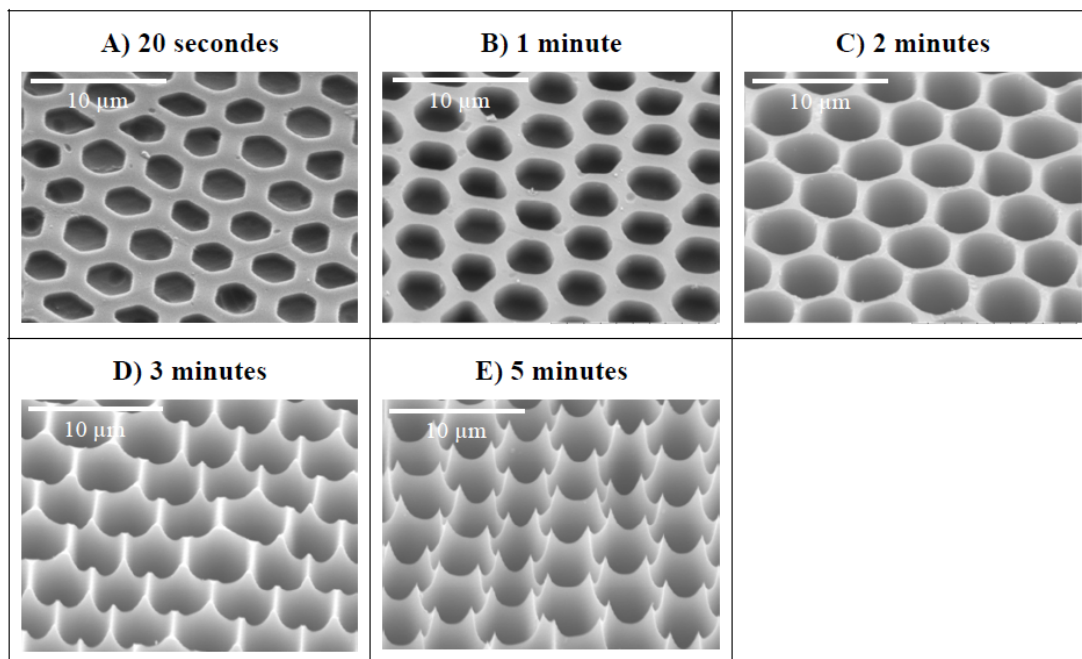 A) 20 secondes
B) 1 minute
C) 2 minutes
10 µm
10 µm
10 µm
D) 3 minutes
E) 5 minutes
10 µm
10 µm